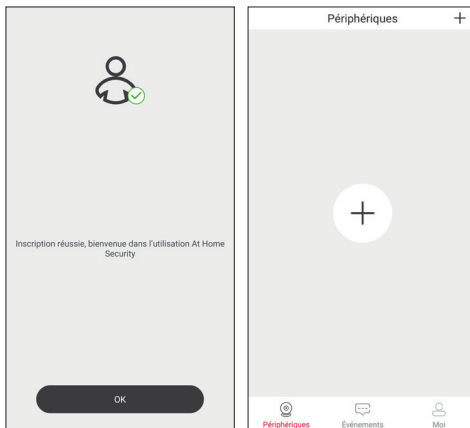 Inscription réussie, bienvenue dans l'utilisation At Home
Security
OK
Périphériques +
+
Périphériques Événements Moi